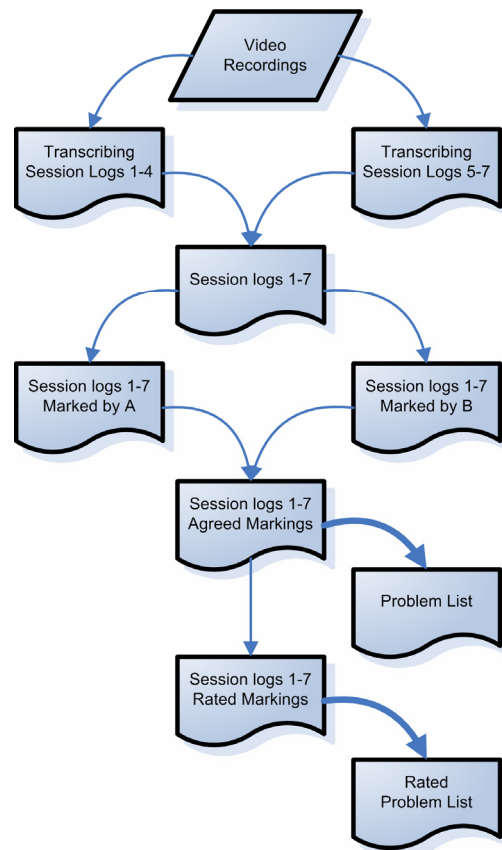 Video
Recordings
Transcribing
Session Logs 1-4
Transcribing
Session Logs 5-7
Session logs 1-7
Session logs 1-7
Marked by A
Session logs 1-7
Marked by B
Session logs 1-7
Agreed Markings
Problem List
Session logs 1-7
Rated Markings
Rated
Problem List